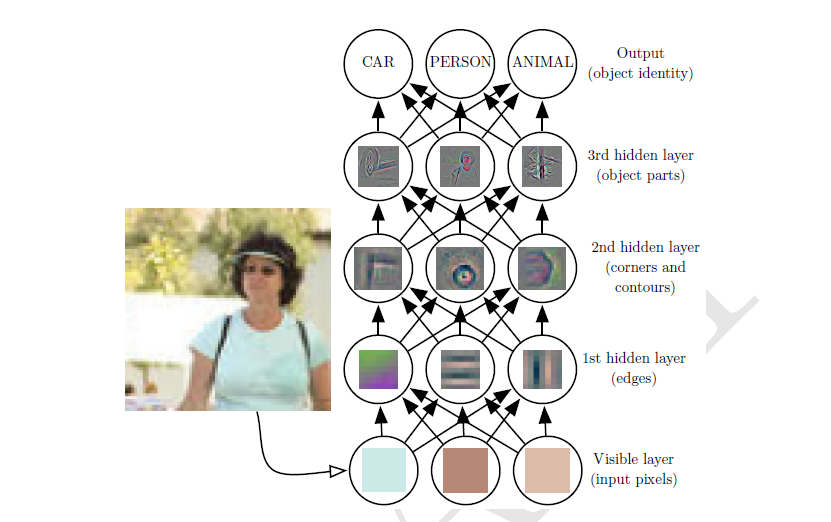 CAR
PERSON
ANIMAL
Output
(object identity)
3rd hidden layer
(object parts)
2nd hidden layer
(corners and
contours)
1st hidden layer
(edges)
Visible layer
(input pixels)